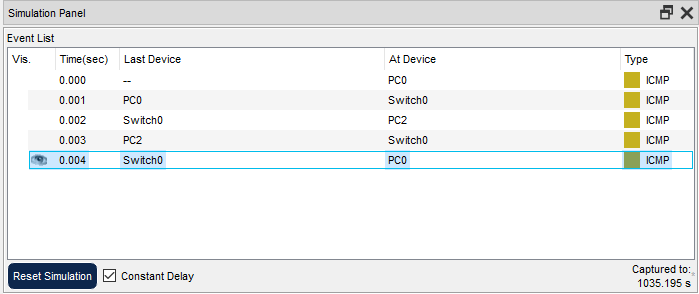 Simulation Panel
Event List
Vis. Time(sec) Last Device At Device Type
0.000 -- PC0 ICMP
0.001 PC0 Switch0 ICMP
0.002 Switch0 PC2 ICMP
0.003 PC2 Switch0 ICMP
0.004 Switch0 PC0 ICMP
Reset Simulation Constant Delay Captured to:
1035.195 s